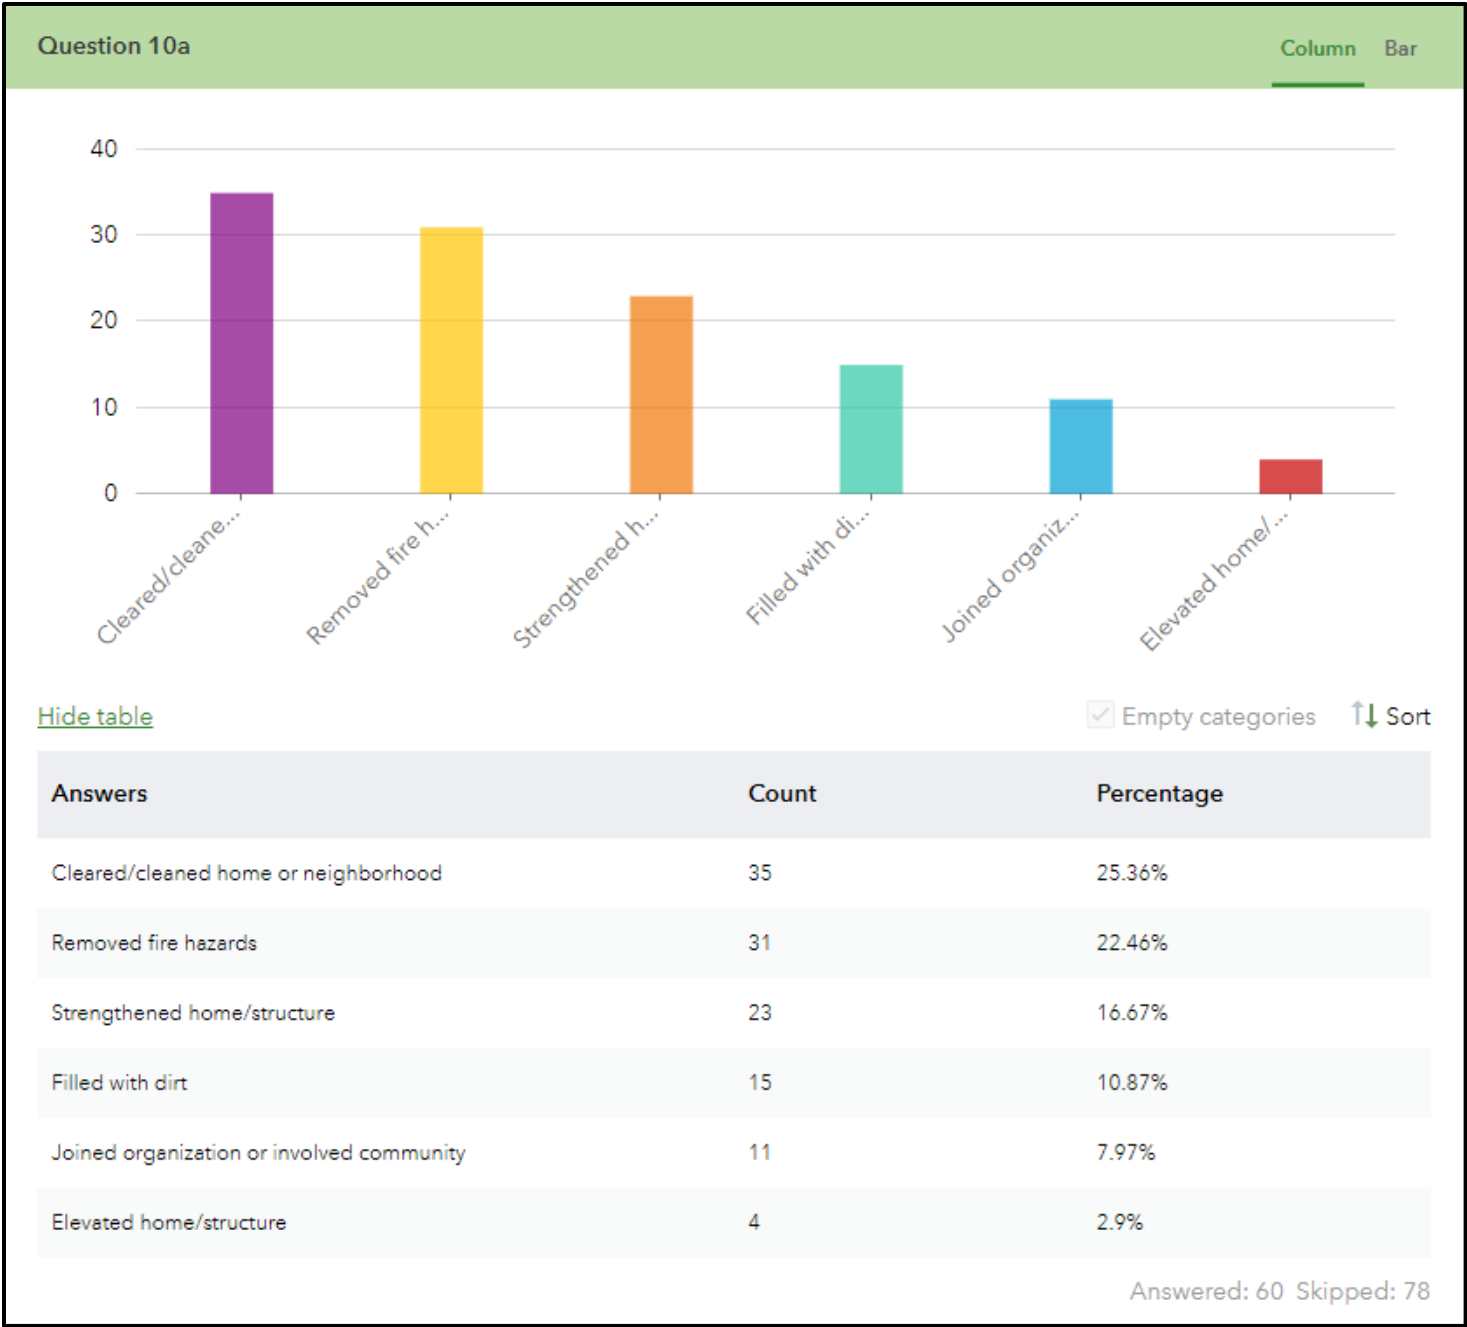 Question 10a
Column Bar
40
30
20
10
0
Cleared/cleane...
Removed fire h...
Strengthened h...
Filled with di...
Joined organiz...
Elevated home/...
Hide table
Empty categories Sort
Answers Count Percentage
Cleared/cleaned home or neighborhood 35 25.36%
Removed fire hazards 31 22.46%
Strengthened home/structure 23 16.67%
Filled with dirt 15 10.87%
Joined organization or involved community 11 7.97%
Elevated home/structure 4 2.9%
Answered: 60 Skipped: 78